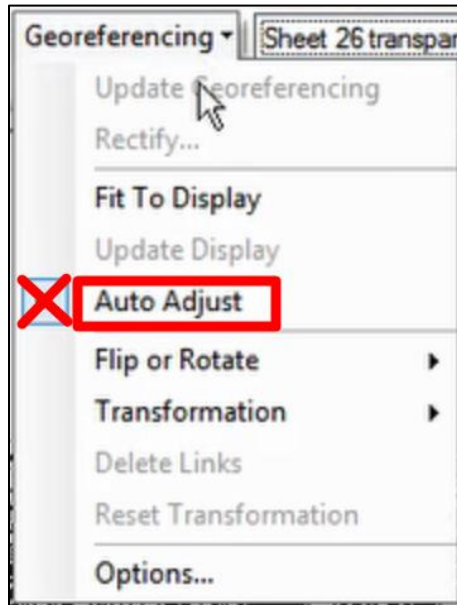 Georeferencing Sheet 26 transpar
Update Georeferencing
Rectify...
Fit To Display
Update Display
Auto Adjust
Flip or Rotate
Transformation
Delete Links
Reset Transformation
Options...